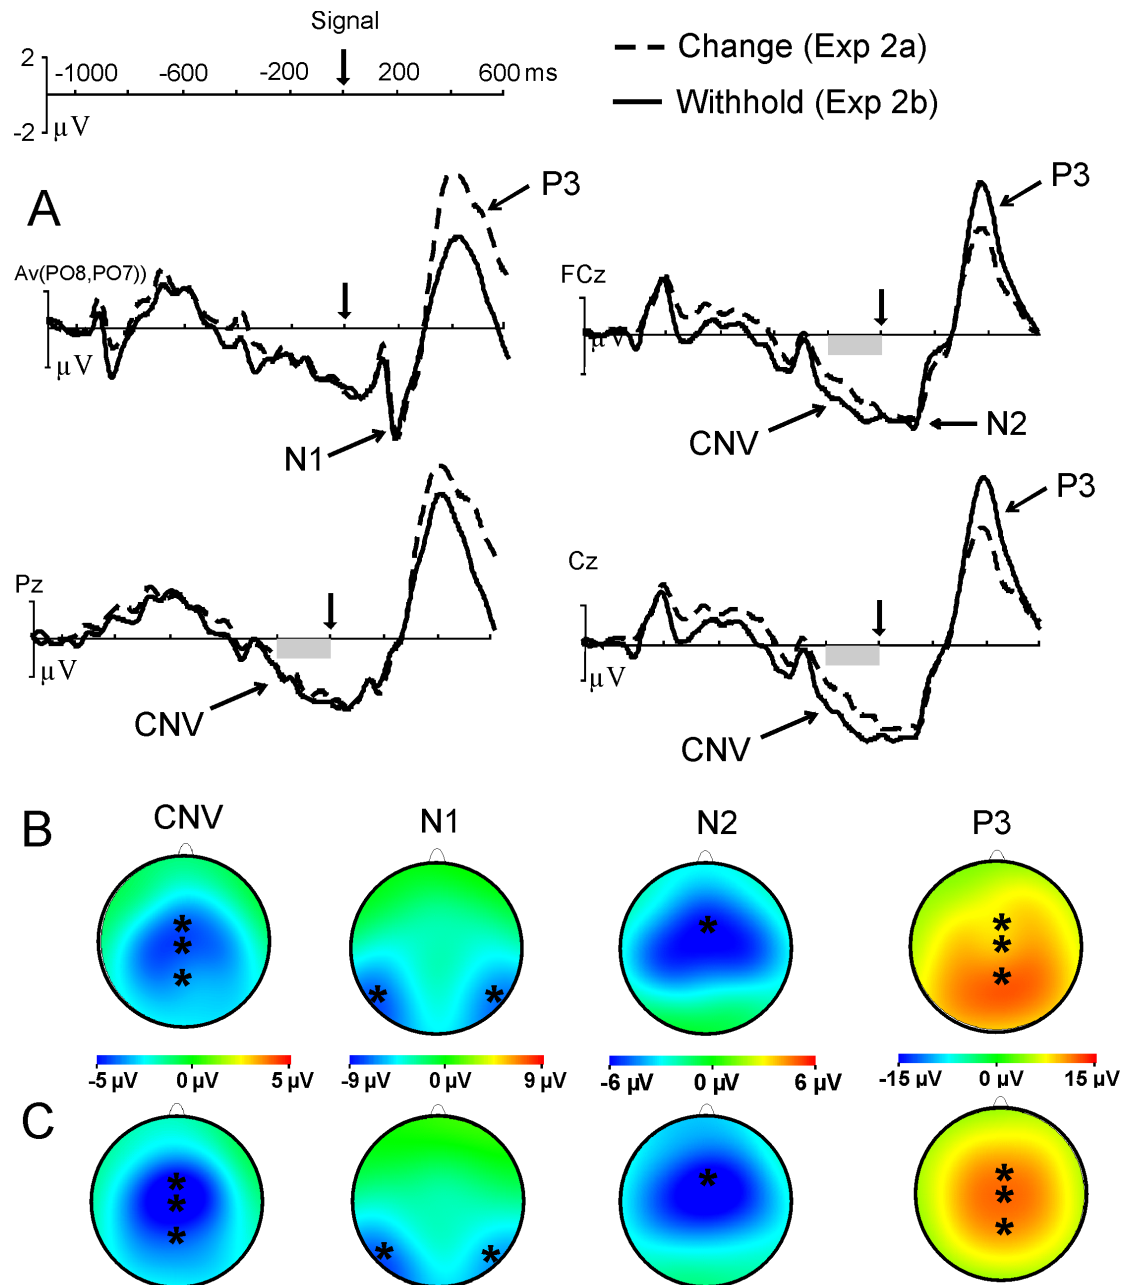 Signal
2
-1000 -600 -200 200 600 ms
-2 µV
Change (Exp 2a)
Withhold (Exp 2b)
A
P3
Av(PO8,PO7))
µV
N1
P3
FCz
µV
CNV
N2
Pz
µV
CNV
P3
Cz
µV
CNV
B
CNV N1 N2 P3
* * * *
* *
* * * *
-5 µV 0 µV 5 µV -9 µV 0 µV 9 µV -6 µV 0 µV 6 µV -15 µV 0 µV 15 µV
C
* * * *
* *
* * * *